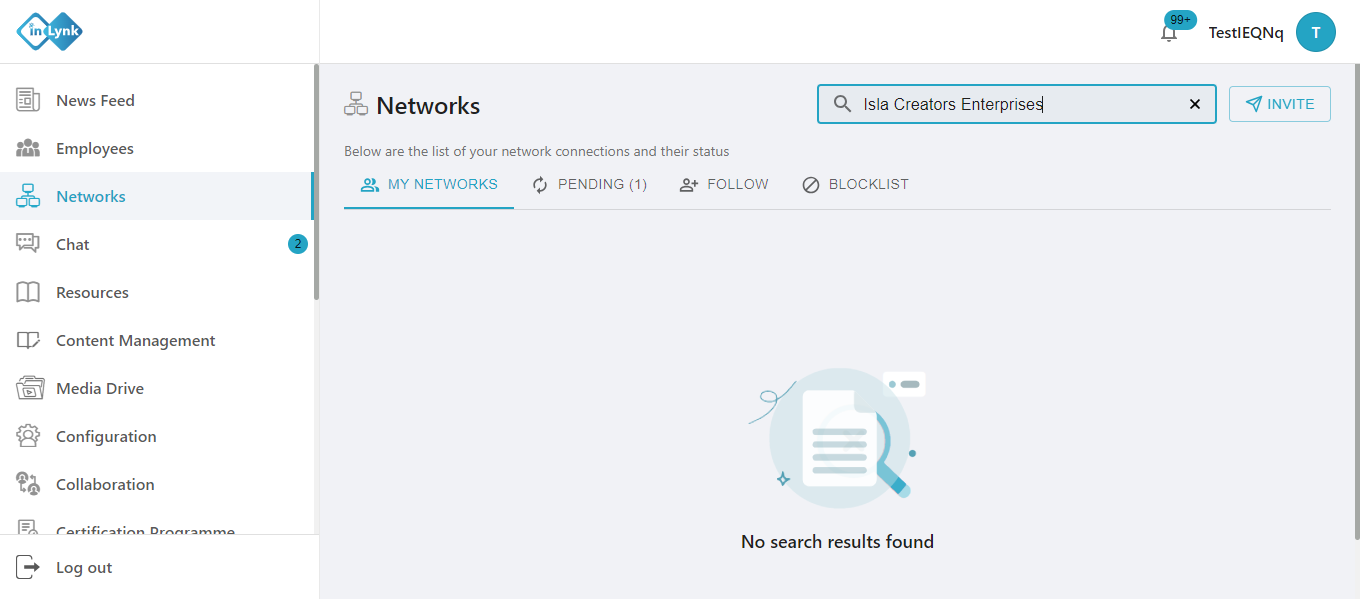 in Lynk
99+
TestIEQNq
T
News Feed
Employees
Networks
Chat
2
Resources
Content Management
Media Drive
Configuration
Collaboration
Certification Programme
Log out
Networks
Isla Creators Enterprises
INVITE
Below are the list of your network connections and their status
MY NETWORKS
PENDING (1)
FOLLOW
BLOCKLIST
No search results found